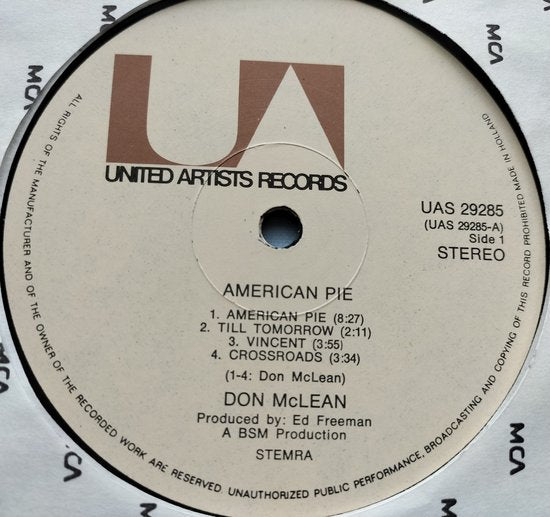 UA
UNITED ARTISTS RECORDS
UAS 29285
(UAS 29285-A)
Side 1
STEREO
AMERICAN PIE
1. AMERICAN PIE (8:27)
2. TILL TOMORROW (2:11)
3. VINCENT (3:55)
4. CROSSROADS (3:34)
(1-4: Don McLean)
DON McLEAN
Produced by: Ed Freeman
A BSM Production
STEMRA
ALL RIGHTS OF THE MANUFACTURER AND OF THE OWNER OF THE RECORDED WORK ARE RESERVED. UNAUTHORIZED PUBLIC PERFORMANCE, BROADCASTING AND COPYING OF THIS RECORD PROHIBITED MADE IN HOLLAND
MCA
MCA
MCA
MCA
MCA